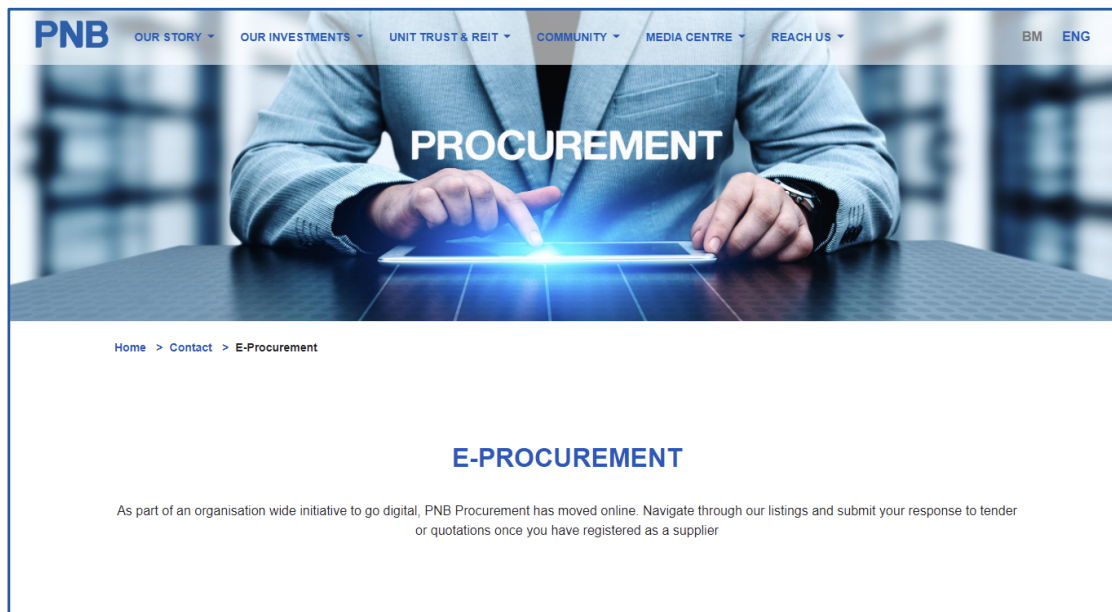 PNB OUR STORY OUR INVESTMENTS UNIT TRUST & REIT COMMUNITY MEDIA CENTRE REACH US BM ENG
PROCUREMENT
Home > Contact > E-Procurement
E-PROCUREMENT
As part of an organisation wide initiative to go digital, PNB Procurement has moved online. Navigate through our listings and submit your response to tender
or quotations once you have registered as a supplier